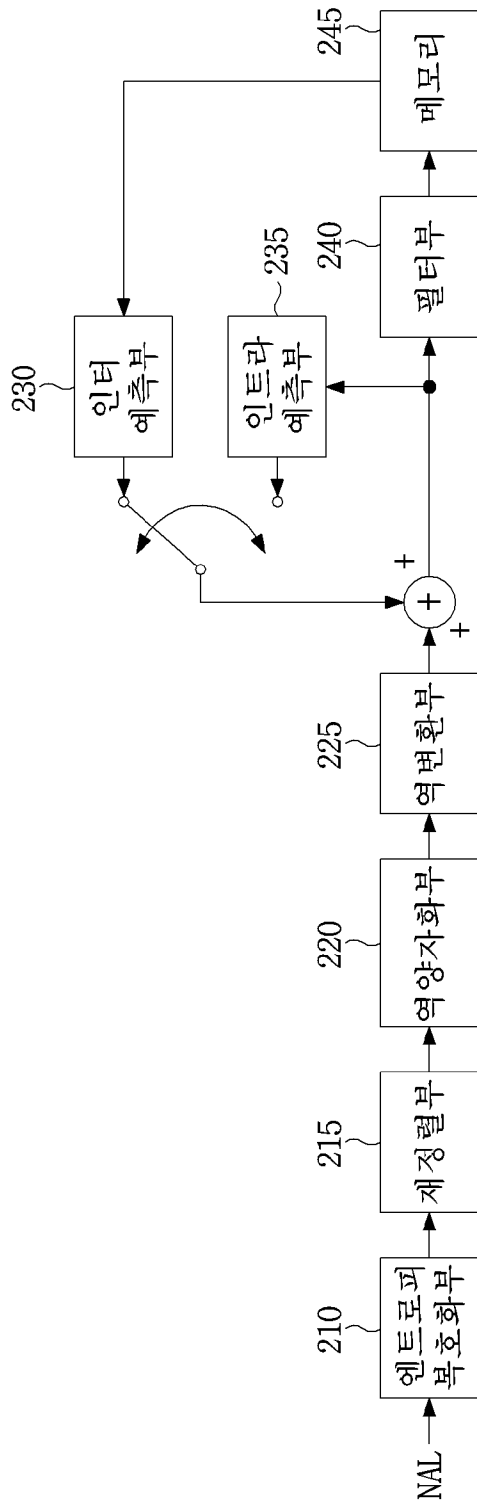 NAL
210
엔트로피
복호화부
215
재정렬부
220
역양자화부
225
역변환부
+
+
+
230
인터
예측부
235
인트라
예측부
240
필터부
245
메모리